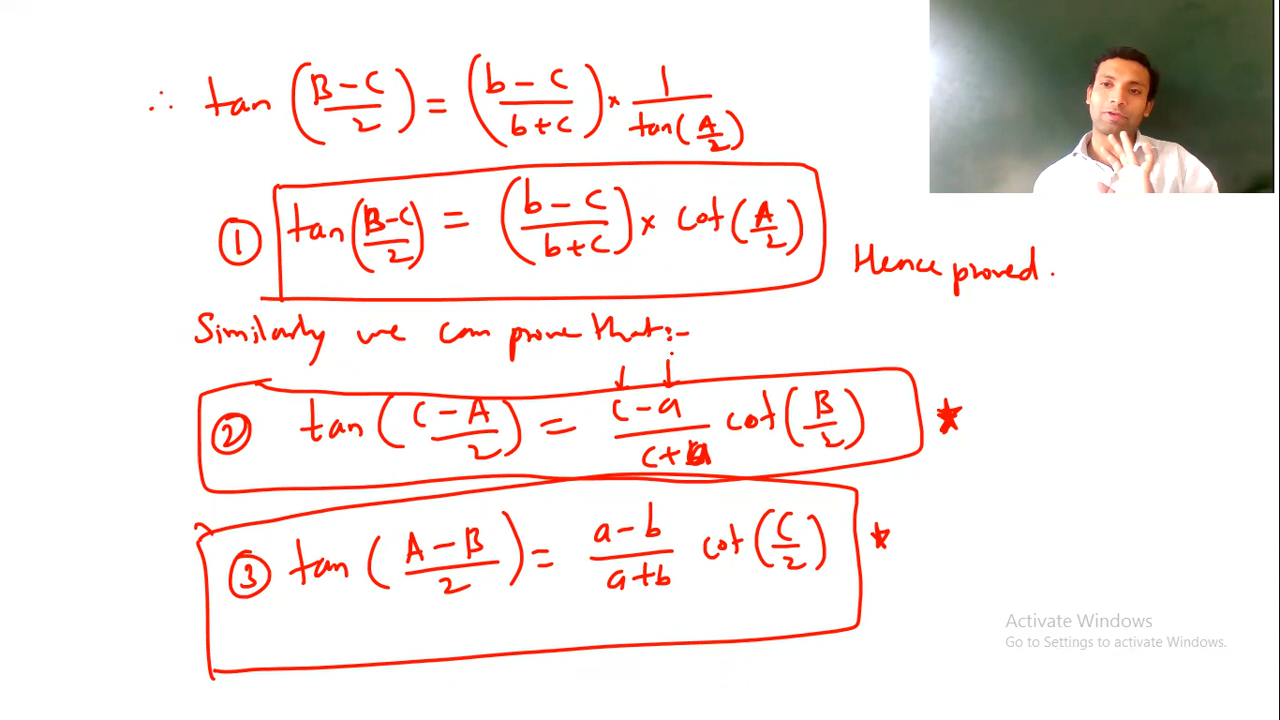 ∴ tan((B-C)/2) = ((b-c)/(b+c)) × 1/tan(A/2)
① tan((B-C)/2) = ((b-c)/(b+c)) × cot(A/2)
Hence proved.
Similarly we can prove that:-
② tan((C-A)/2) = (c-a)/(c+a) cot(B/2)
③ tan((A-B)/2) = (a-b)/(a+b) cot(C/2)
Activate Windows
Go to Settings to activate Windows.